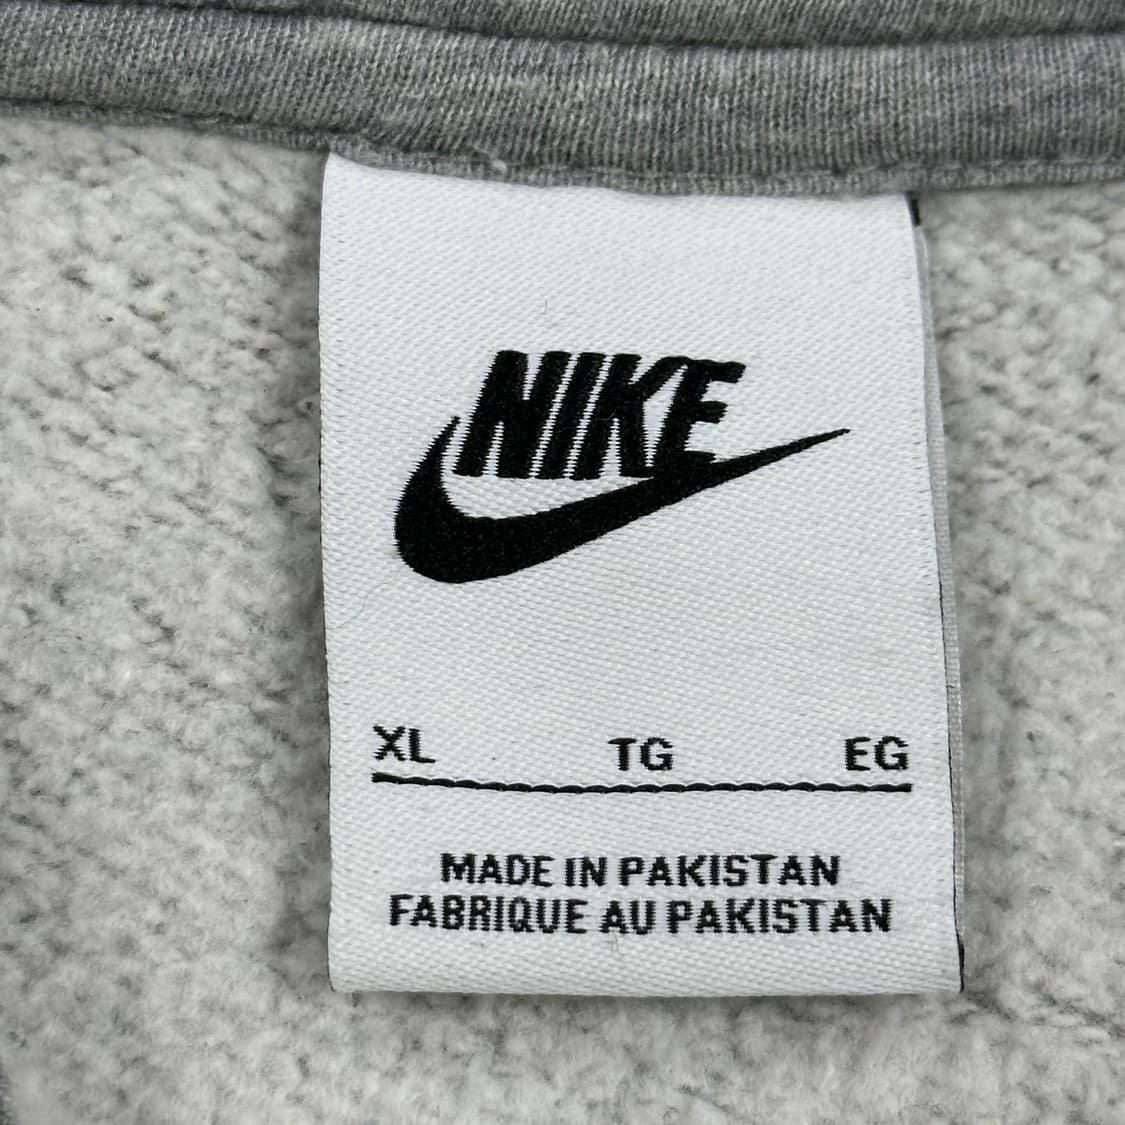 NIKE
XL TG EG
MADE IN PAKISTAN
FABRIQUE AU PAKISTAN